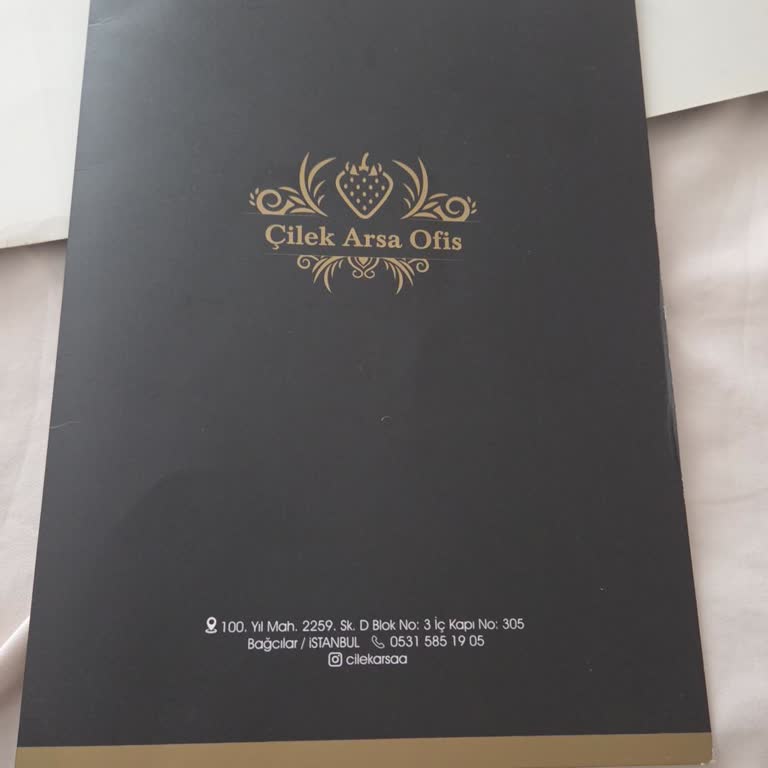 Çilek Arsa Ofis
100. Yıl Mah. 2259. Sk. D Blok No: 3 İç Kapı No: 305
Bağcılar / iSTANBUL 0531 585 19 05
cilekarsaa